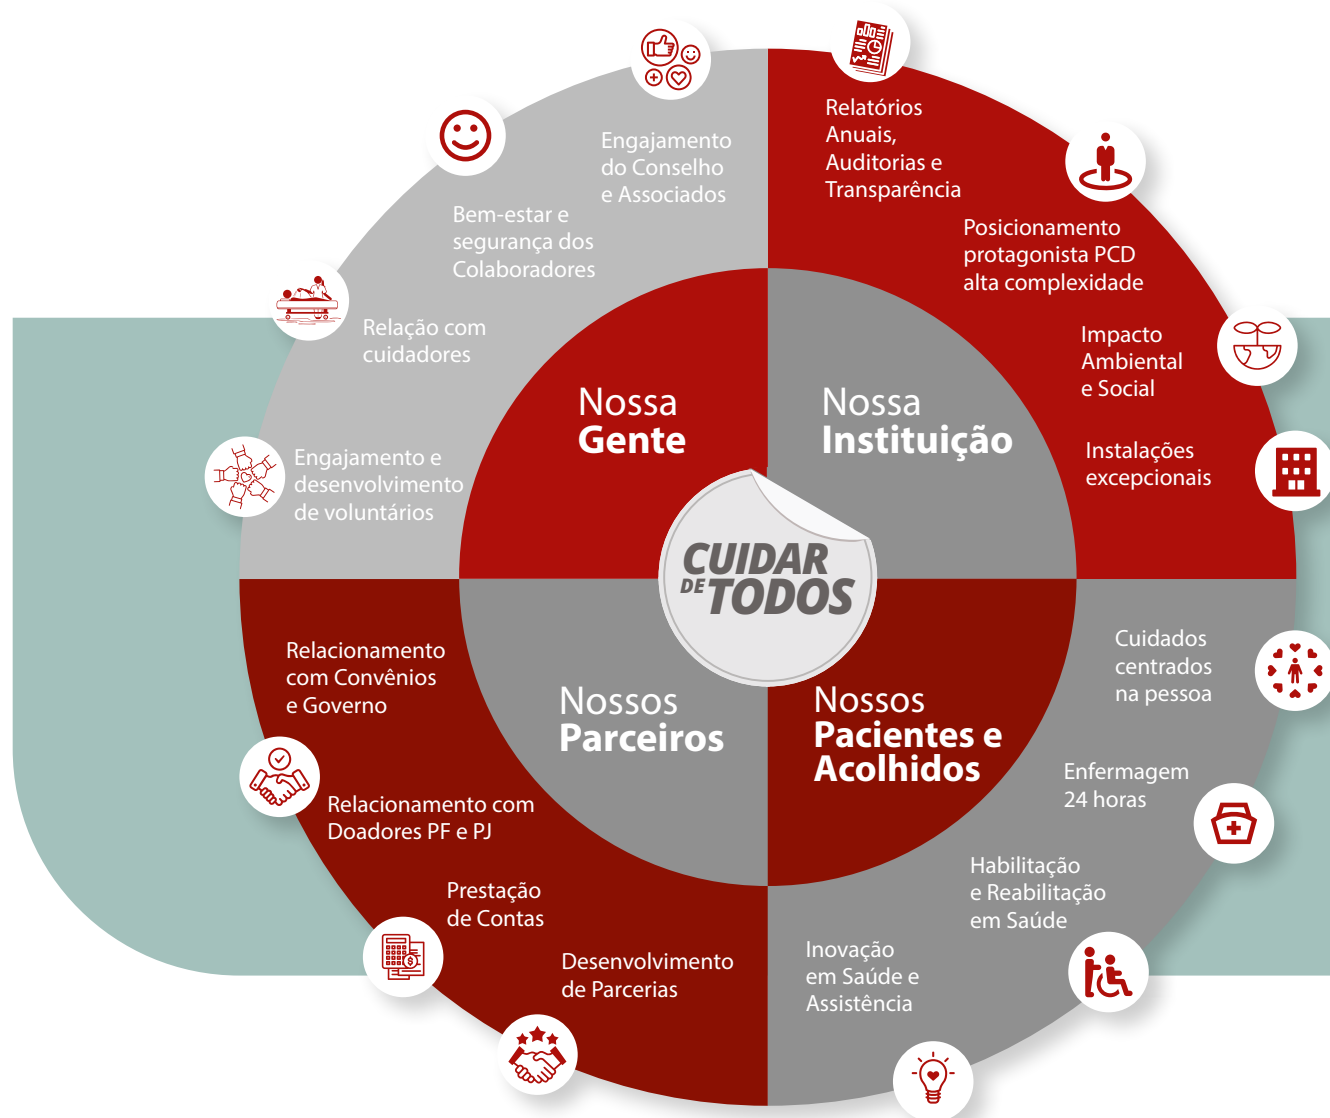 Engajamento
do Conselho
e Associados
Bem-estar e
segurança dos
Colaboradores
Relação com
cuidadores
Engajamento e
desenvolvimento
de voluntários
Relatórios
Anuais,
Auditorias e
Transparência
Posicionamento
protagonista PCD
alta complexidade
Impacto
Ambiental
e Social
Instalações
excepcionais
Nossa
Gente
Nossa
Instituição
CUIDAR
DE TODOS
Nossos
Parceiros
Nossos
Pacientes e
Acolhidos
Relacionamento
com Convênios
e Governo
Relacionamento com
Doadores PF e PJ
Prestação
de Contas
Desenvolvimento
de Parcerias
Cuidados
centrados
na pessoa
Enfermagem
24 horas
Habilitação
e Reabilitação
em Saúde
Inovação
em Saúde e
Assistência